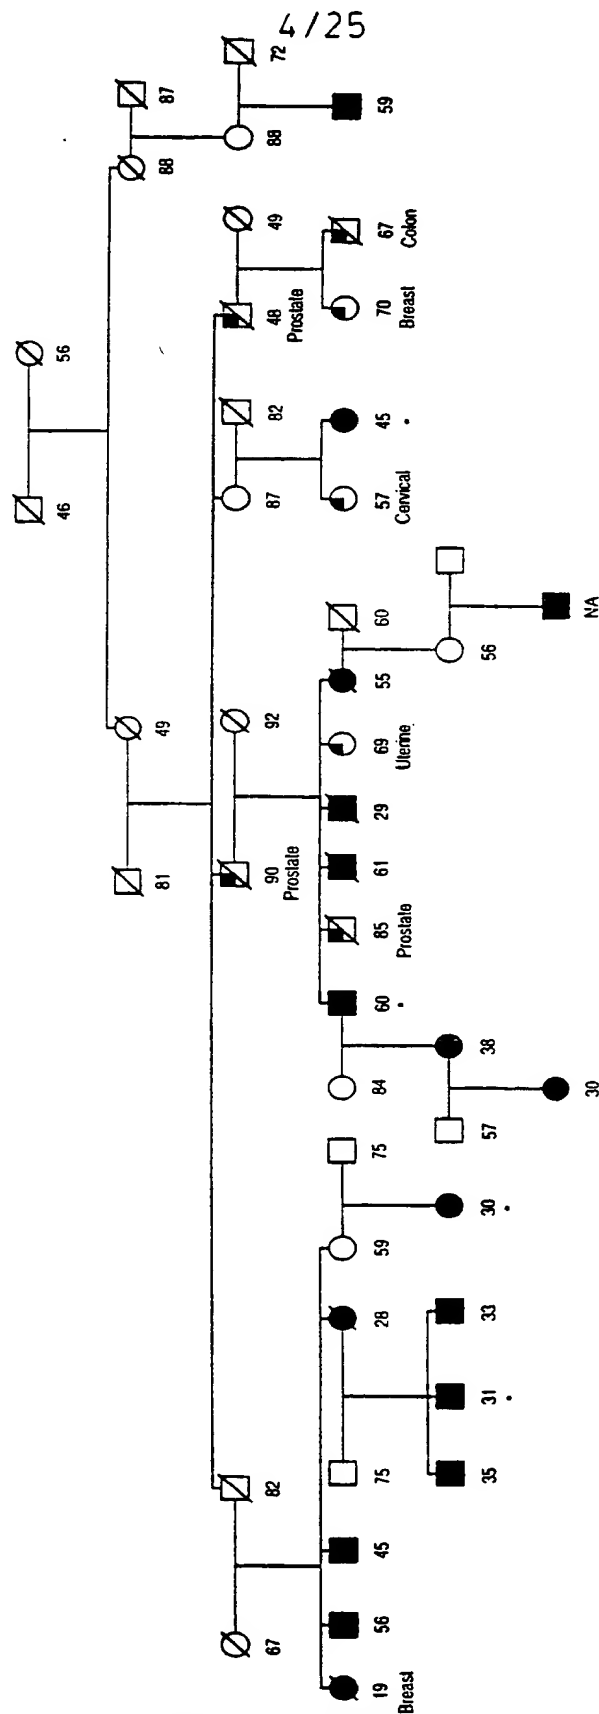 4/25
46 56
81 49 88 87
67 82 90 92 87 82 48 49 88 72
Prostate Prostate
19 56 45 75 28 59 75 84 60 85 61 29 69 55 60 57 45 70 67 59
Breast Prostate Uterine Cervical Breast Colon
35 31 33 30 57 38 56
30 NA